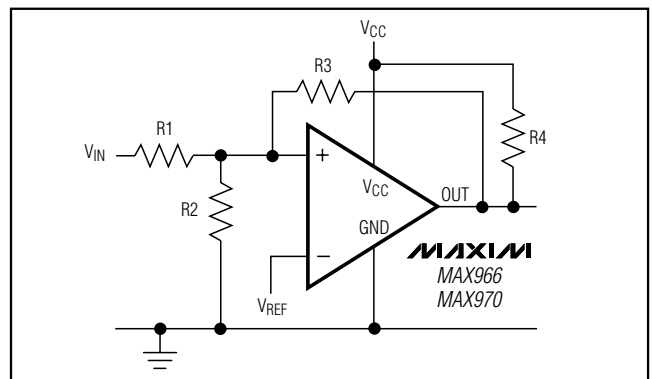 VCC
R3
R1
VIN
R4
+
VCC
R2
OUT
GND
MAXIM
MAX966
MAX970
−
VREF